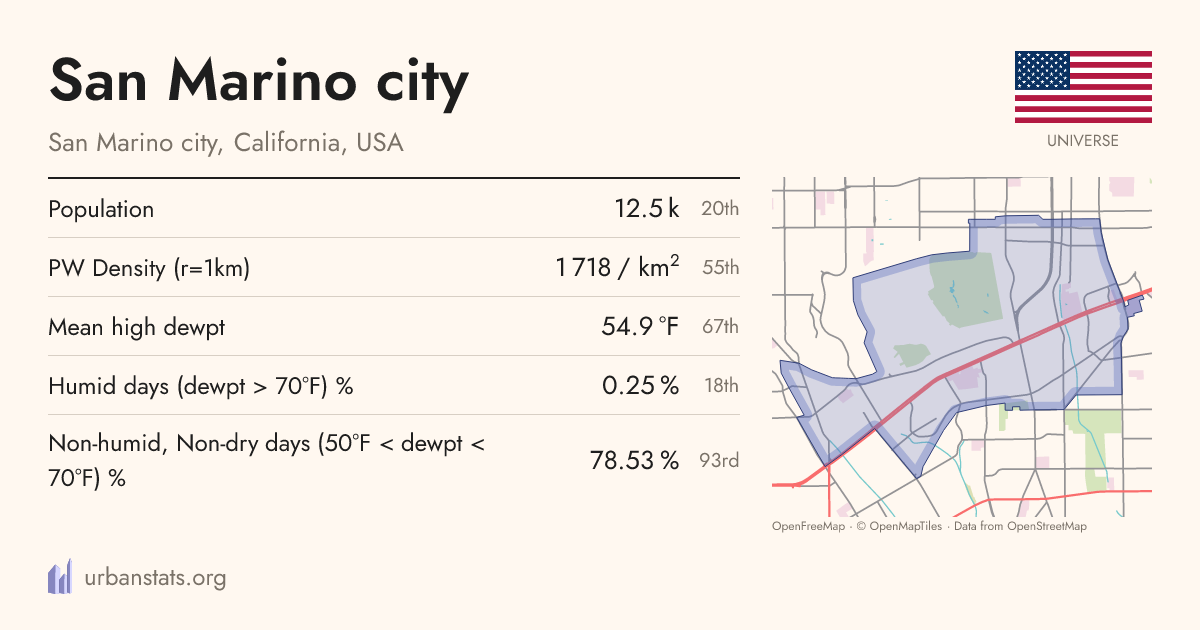 San Marino city
San Marino city, California, USA
UNIVERSE
Population 12.5 k 20th
PW Density (r=1km) 1 718 / km² 55th
Mean high dewpt 54.9 °F 67th
Humid days (dewpt > 70°F) % 0.25 % 18th
Non-humid, Non-dry days (50°F < dewpt <
70°F) % 78.53 % 93rd
OpenFreeMap · © OpenMapTiles · Data from OpenStreetMap
urbanstats.org